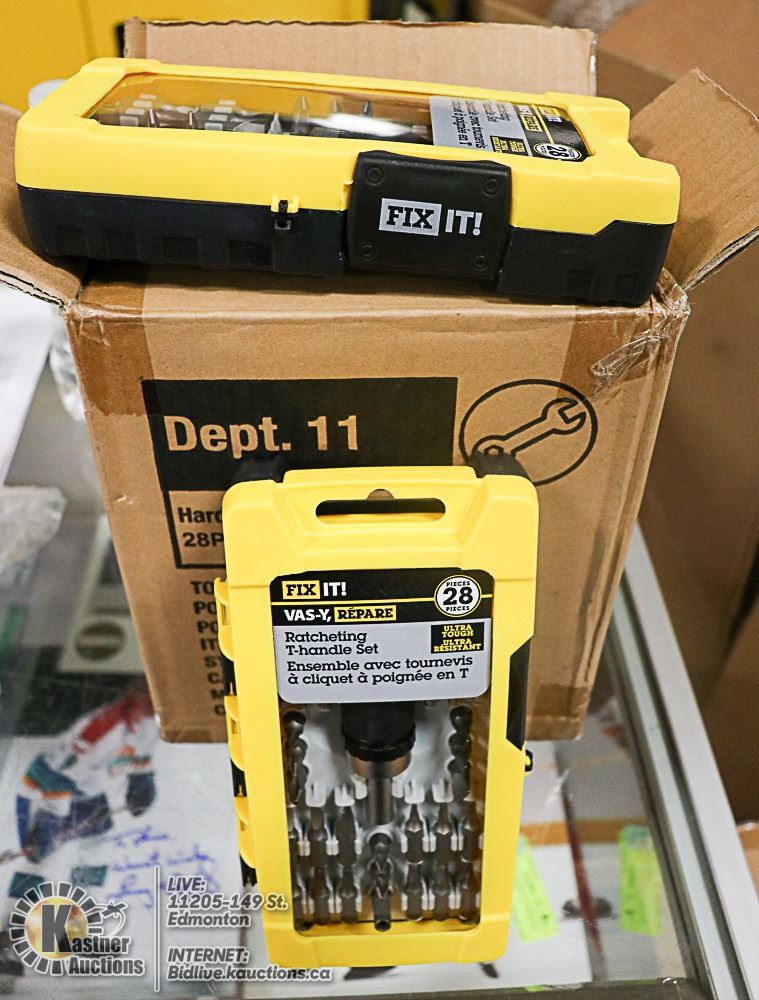 FIX IT!
28
Dept. 11
28P
FIX IT!
VAS-Y, RÉPARE
PIECES
28
PIÈCES
Ratcheting
T-handle Set
ULTRA
TOUGH
ULTRA
RÉSISTANT
Ensemble avec tournevis
à cliquet à poignée en T
Kastner
Auctions
LIVE:
11205-149 St.
Edmonton
INTERNET:
Bidlive.kauctions.ca